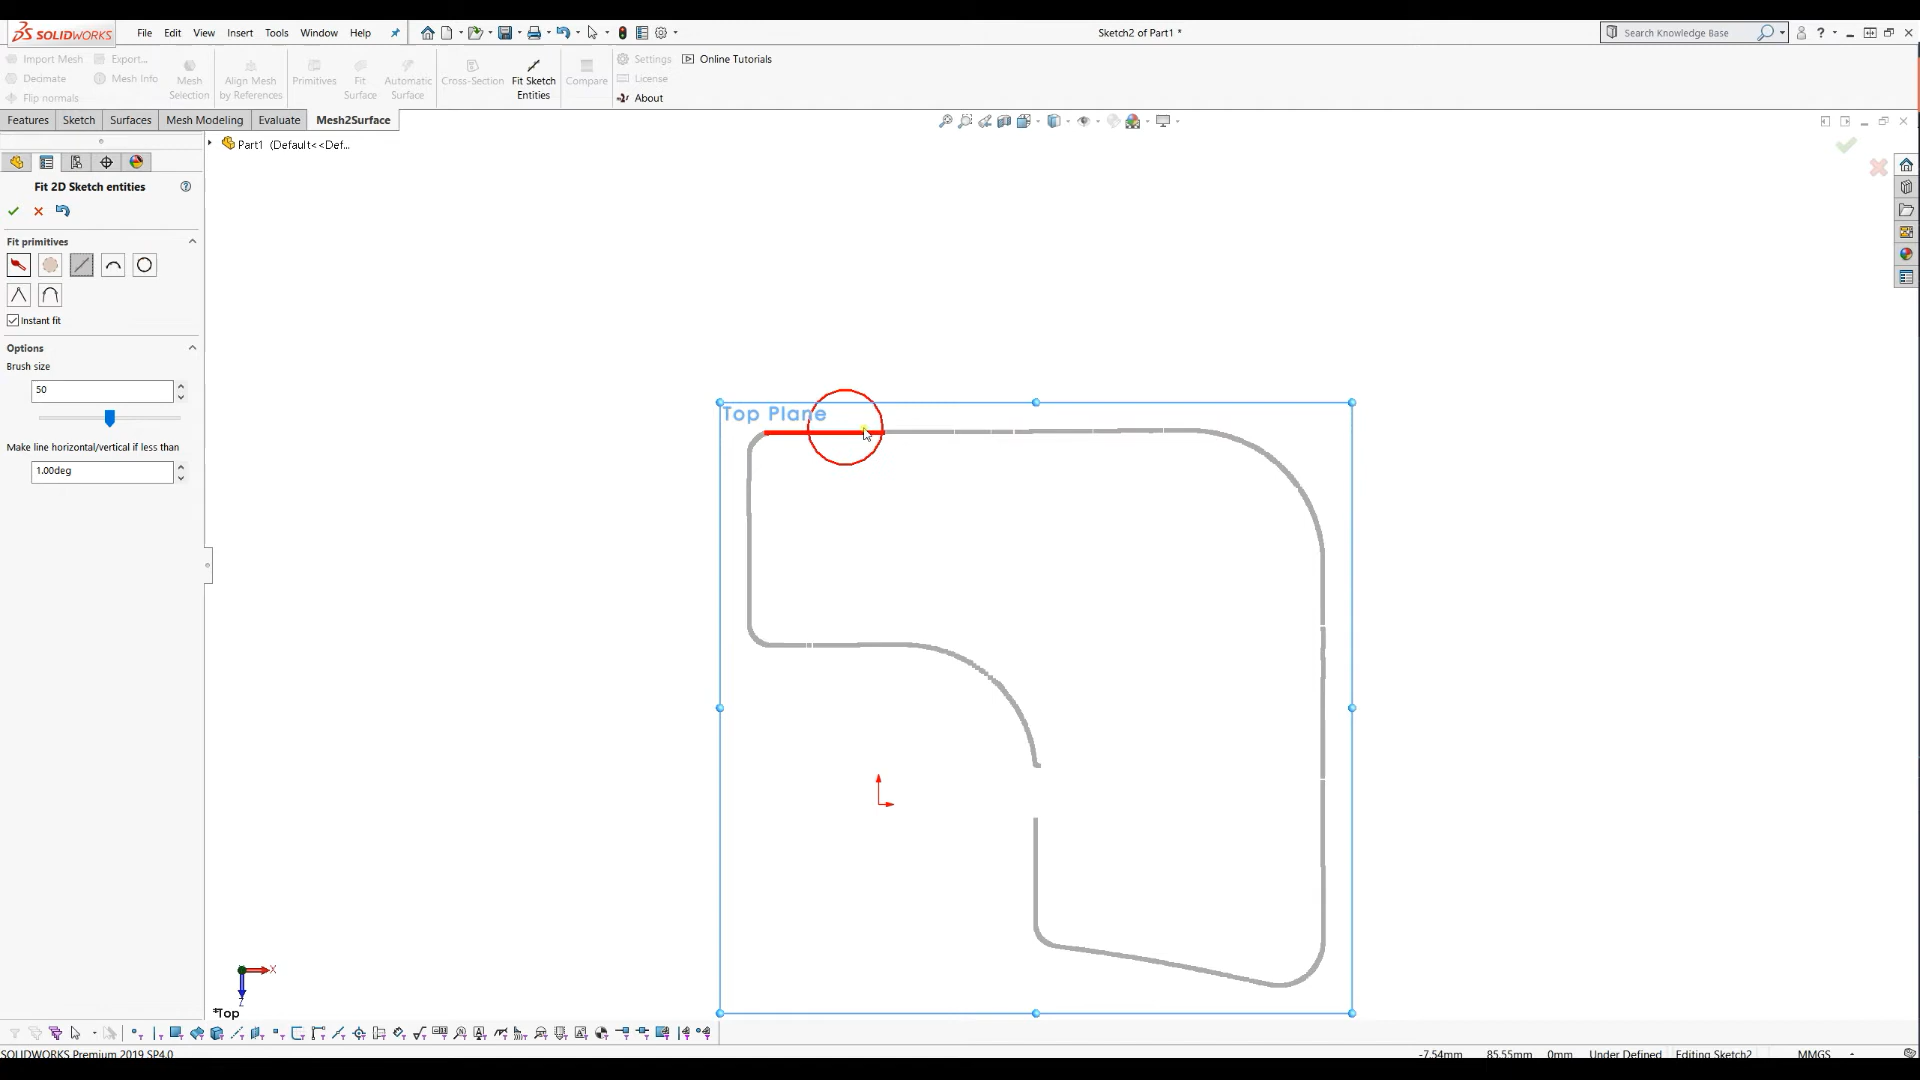 SOLIDWORKS File Edit View Insert Tools Window Help Sketch2 of Part1 * Search Knowledge Base ?
Import Mesh Export...
Decimate Mesh Info
Flip normals
Mesh Selection
Align Mesh by References
Primitives
Fit Surface
Automatic Surface
Cross-Section
Fit Sketch Entities
Compare
Settings Online Tutorials
License
About
Features Sketch Surfaces Mesh Modeling Evaluate Mesh2Surface
Part1 (Default<<Def...
Fit 2D Sketch entities
Fit primitives
Instant fit
Options
Brush size
50
Make line horizontal/vertical if less than
1.00deg
Top Plane
X
Z
*Top
SOLIDWORKS Premium 2019 SP4.0 -7.54mm 85.55mm 0mm Under Defined Editing Sketch2 MMGS